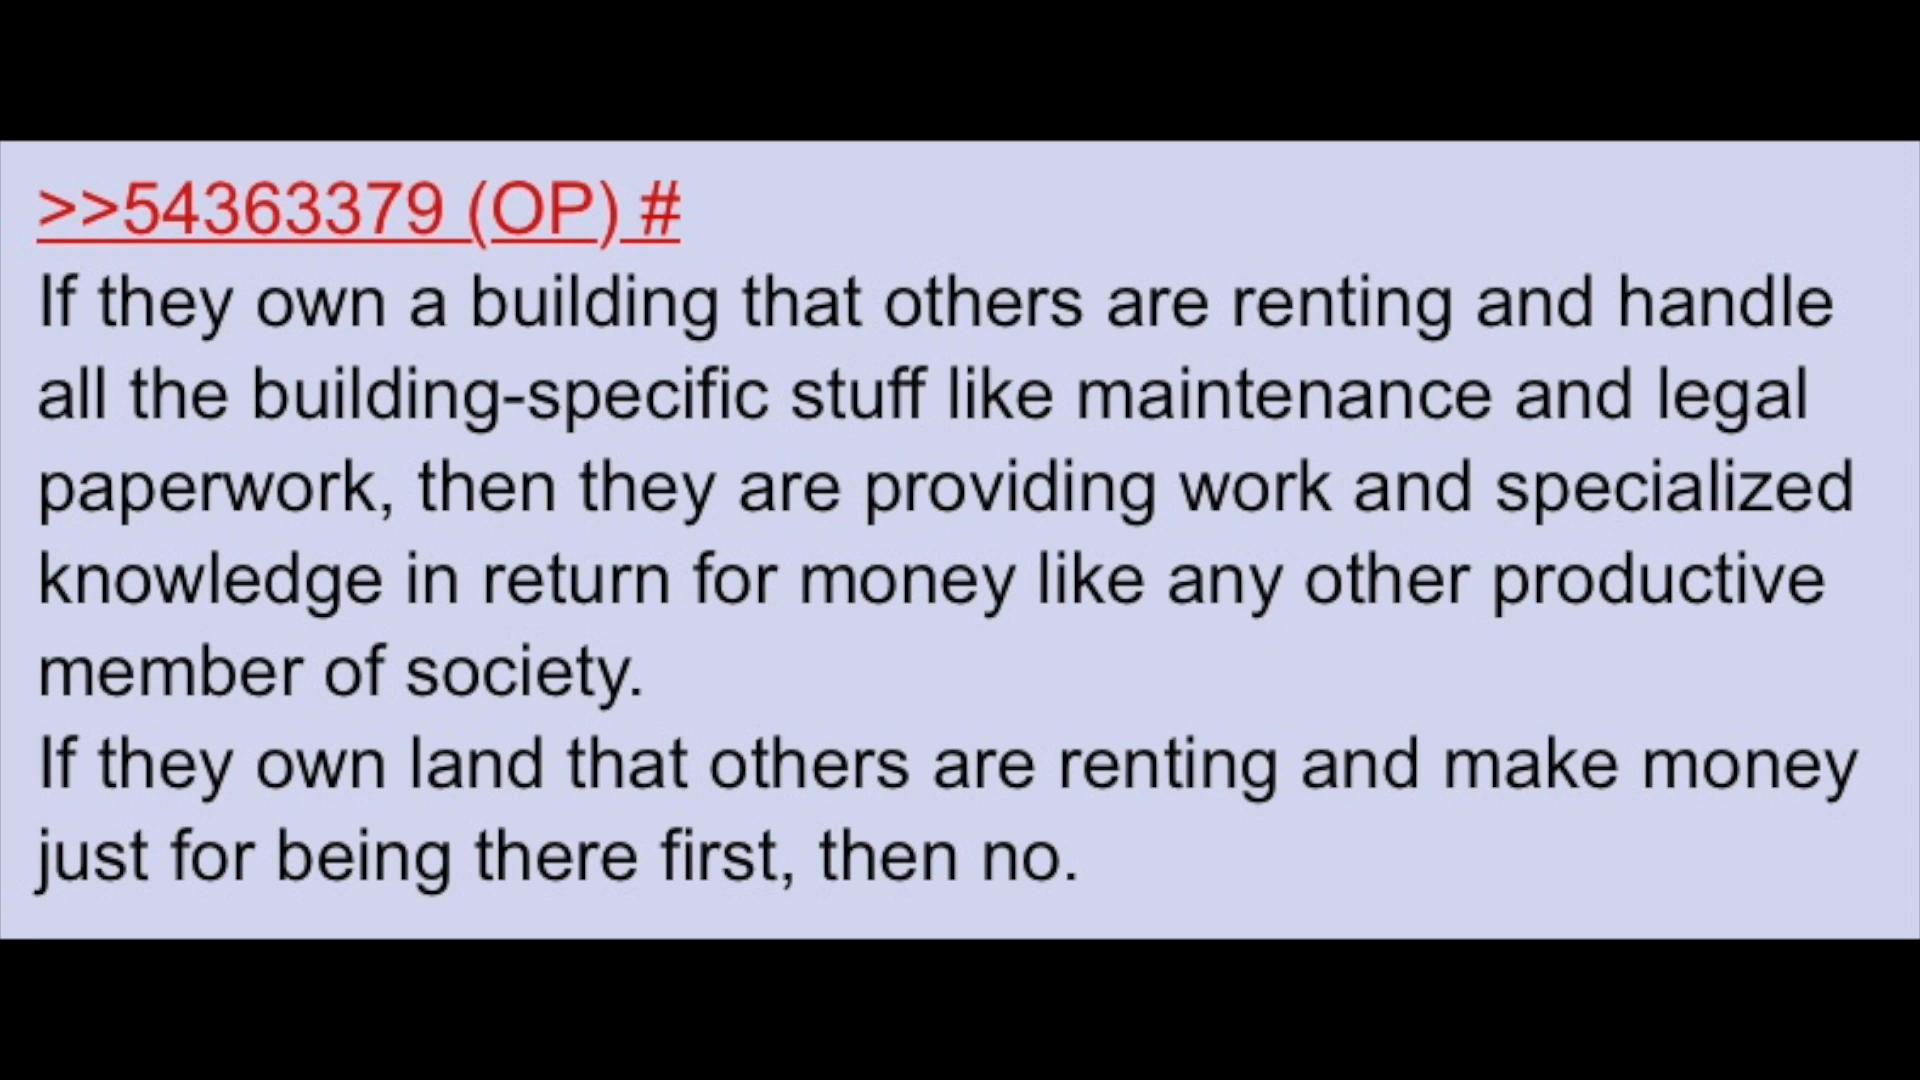 >>54363379 (OP) #
If they own a building that others are renting and handle
all the building-specific stuff like maintenance and legal
paperwork, then they are providing work and specialized
knowledge in return for money like any other productive
member of society.
If they own land that others are renting and make money
just for being there first, then no.